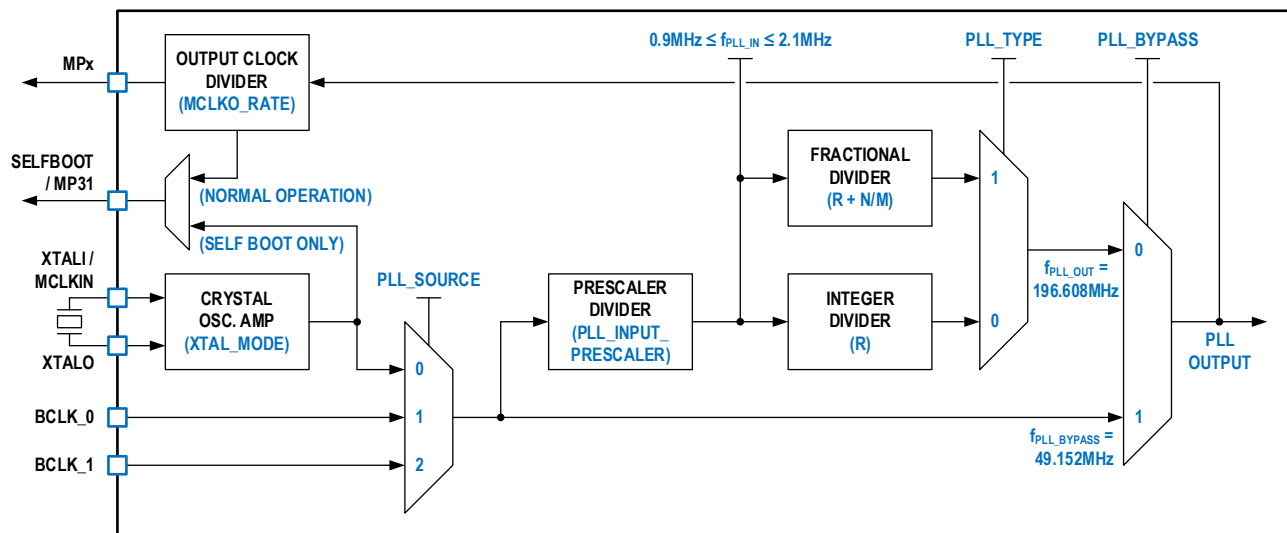 0.9MHz ≤ fPLL_IN ≤ 2.1MHz
PLL_TYPE
PLL_BYPASS
MPx
OUTPUT CLOCK
DIVIDER
(MCLKO_RATE)
SELFBOOT
/ MP31
(NORMAL OPERATION)
(SELF BOOT ONLY)
FRACTIONAL
DIVIDER
(R + N/M)
1
0
XTALI /
MCLKIN
XTALO
CRYSTAL
OSC. AMP
(XTAL_MODE)
PLL_SOURCE
PRESCALER
DIVIDER
(PLL_INPUT_
PRESCALER)
INTEGER
DIVIDER
(R)
0
fPLL_OUT =
196.608MHz
PLL
OUTPUT
0
1
2
BCLK_0
BCLK_1
1
fPLL_BYPASS =
49.152MHz